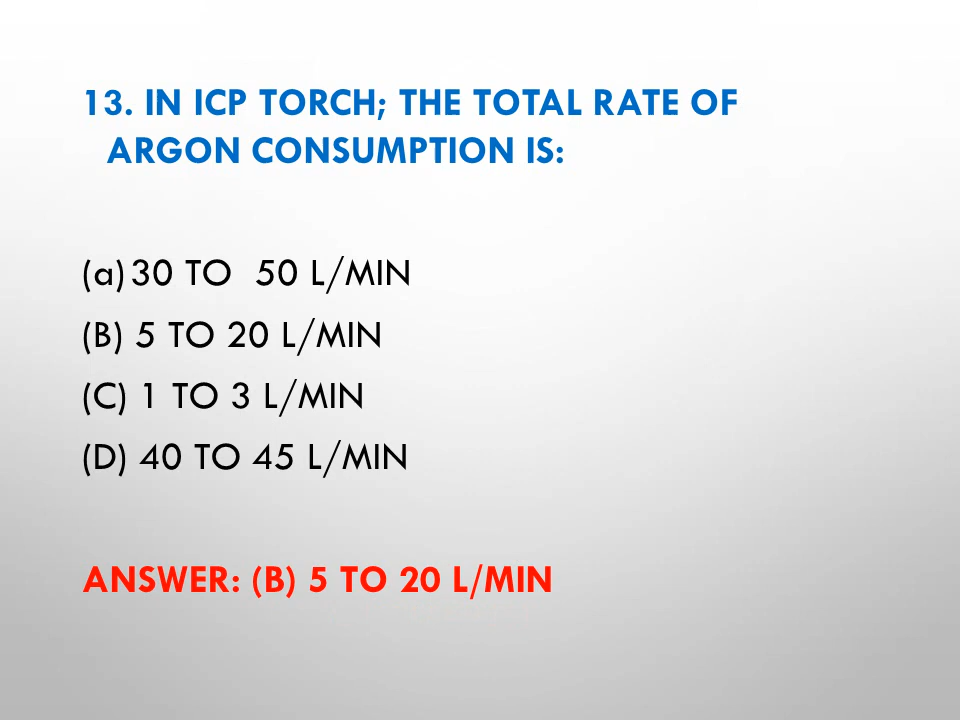 13. IN ICP TORCH; THE TOTAL RATE OF
ARGON CONSUMPTION IS:
(a) 30 TO 50 L/MIN
(B) 5 TO 20 L/MIN
(C) 1 TO 3 L/MIN
(D) 40 TO 45 L/MIN
ANSWER: (B) 5 TO 20 L/MIN